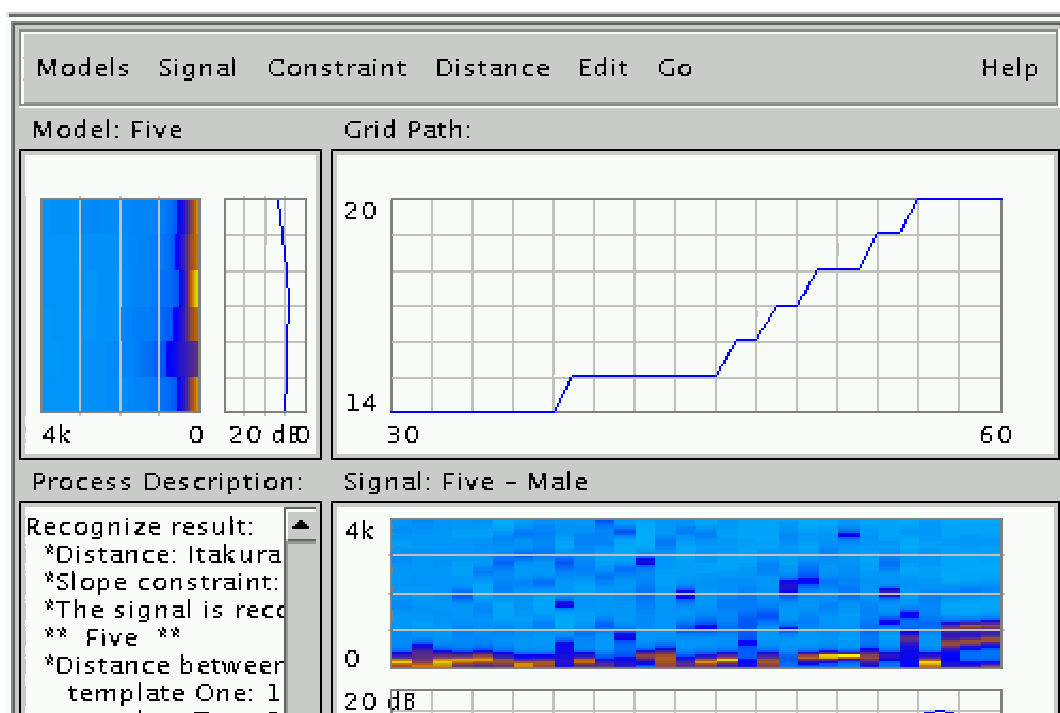 Models Signal Constraint Distance Edit Go Help
Model: Five
Grid Path:
20
14
4k 0 20 dB 0
30 60
Process Description:
Signal: Five – Male
Recognize result:
*Distance: Itakura
*Slope constraint:
*The signal is reco
** Five **
*Distance between
template One: 1
4k
0
20 dB